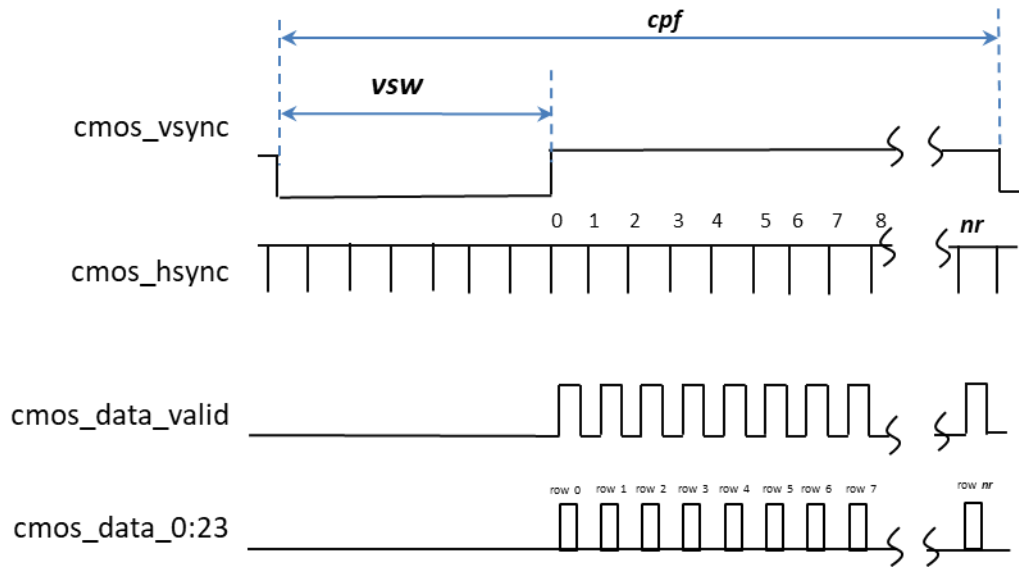 cpf
vsw
cmos_vsync
0 1 2 3 4 5 6 7 8 nr
cmos_hsync
cmos_data_valid
row 0 row 1 row 2 row 3 row 4 row 5 row 6 row 7 row nr
cmos_data_0:23